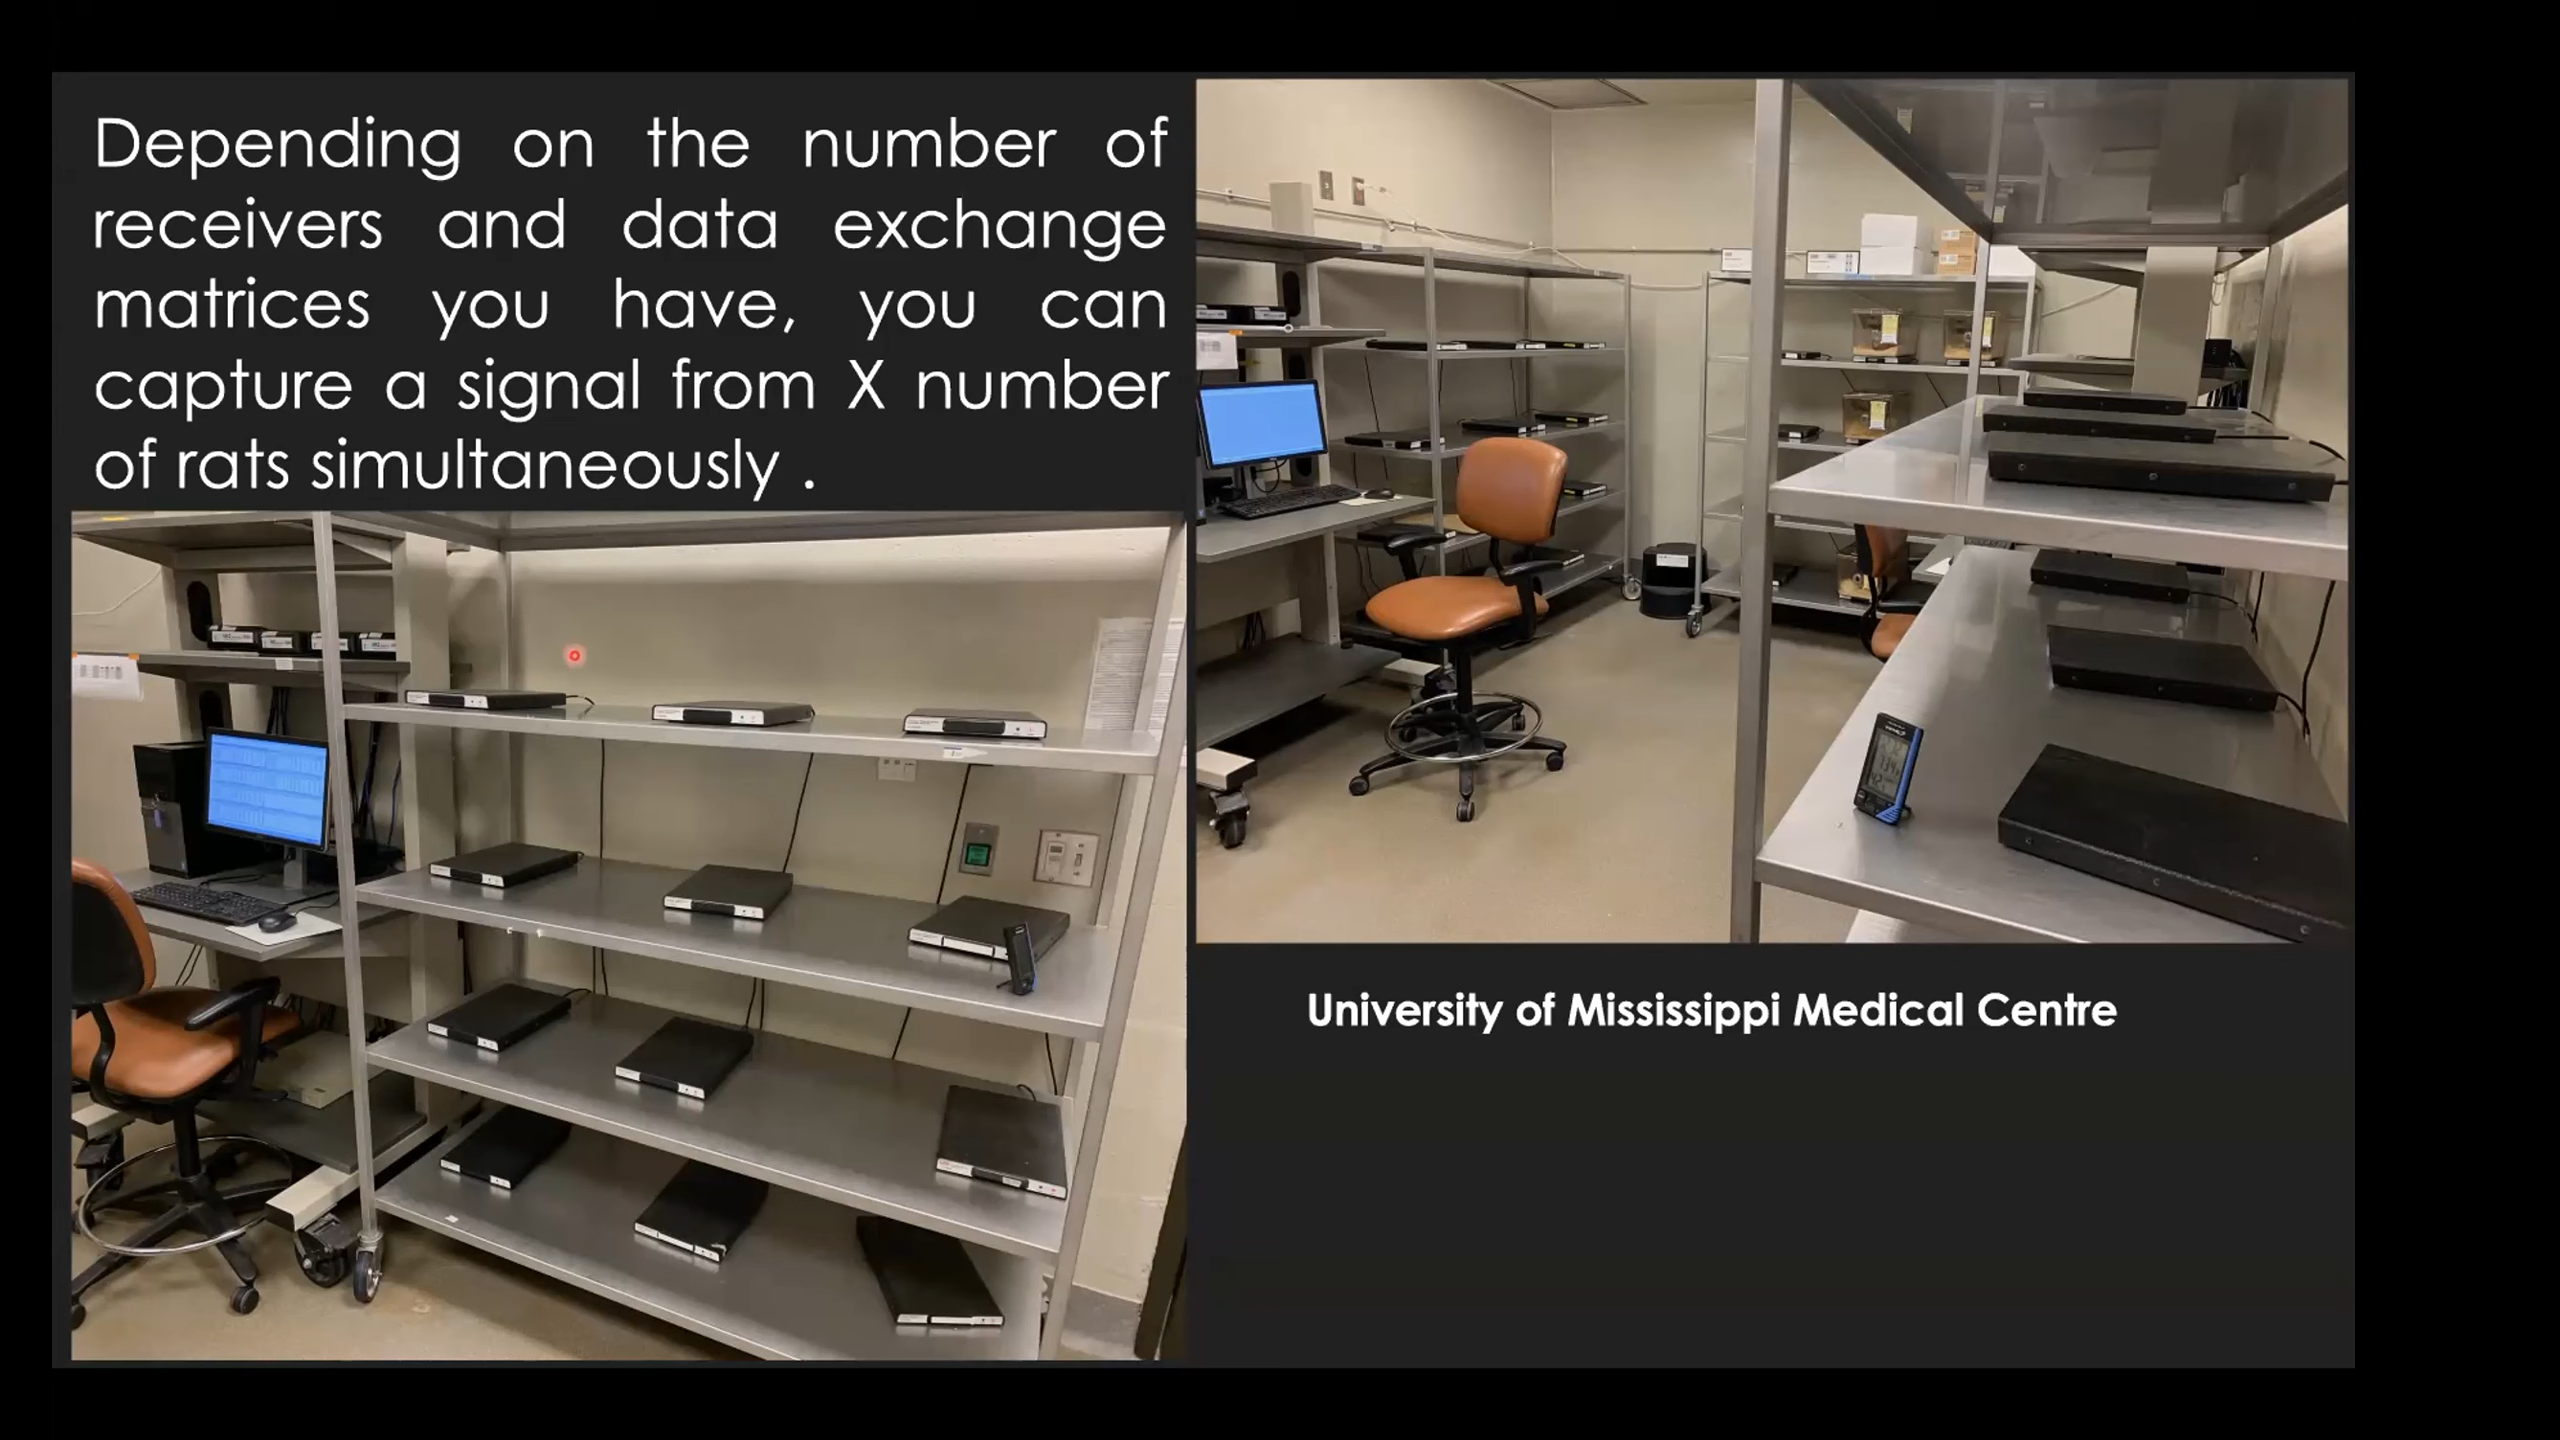 Depending on the number of
receivers and data exchange
matrices you have, you can
capture a signal from X number
of rats simultaneously .
University of Mississippi Medical Centre